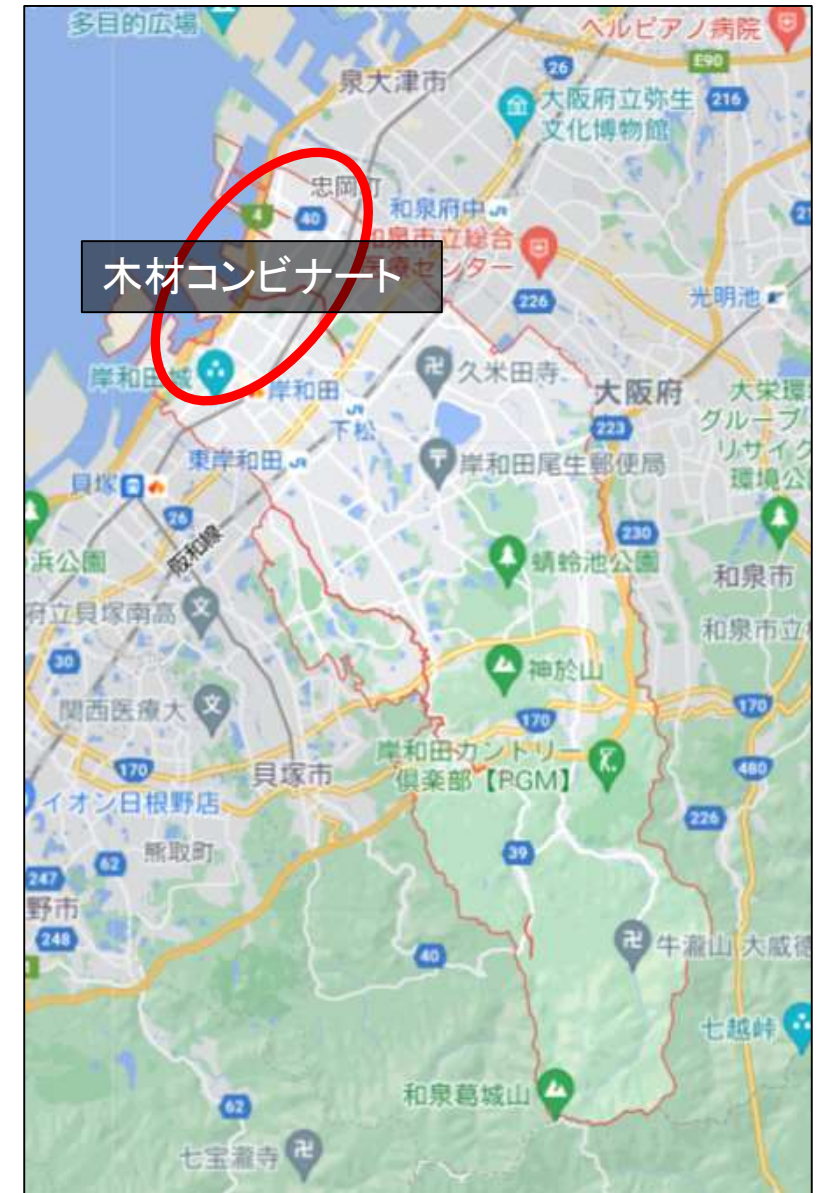 多目的広場
ベルピアノ病院
E90
26
泉大津市
大阪府立弥生
文化博物館
216
忠岡町
4
40
和泉府中
和泉市立総合
医療センター
木材コンビナート
226
光明池
岸和田城
岸和田
久米田寺
大阪府
下松
223
大栄環
グループ
リサイク
環境公
東岸和田
岸和田尾生郵便局
貝塚
26
阪和線
浜公園
230
蜻蛉池公園
和泉市
府立貝塚南高
和泉市立
30
神於山
関西医療大
170
170
岸和田カントリー
倶楽部【PGM】
170
貝塚市
480
イオン日根野店
226
熊取町
39
62
247
野市
248
40
牛瀧山 大威徳
七越峠
和泉葛城山
62
七宝瀧寺